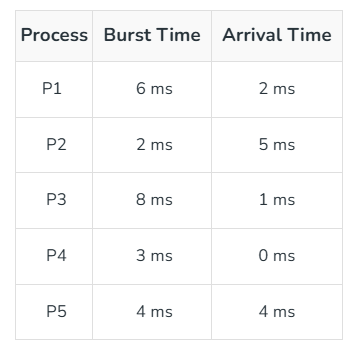 Process Burst Time Arrival Time
P1 6 ms 2 ms
P2 2 ms 5 ms
P3 8 ms 1 ms
P4 3 ms 0 ms
P5 4 ms 4 ms